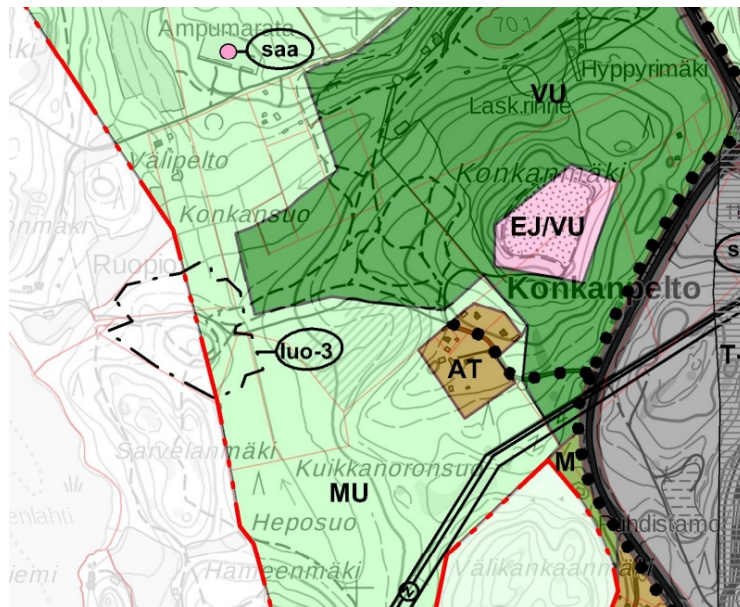 Ampumarata
saa
70.1
Hyppyrimäki
VU
Lask.rinne
Välipelto
Konkanmäki
Konkansuo
EJ/VU
Ruopio
Konkanpelto
luo-3
AT
T-
Sarvelanmäki
Kuikkanoronsuo
M
MU
Heposuo
Hameenmäki
Välikankaanmäki
z